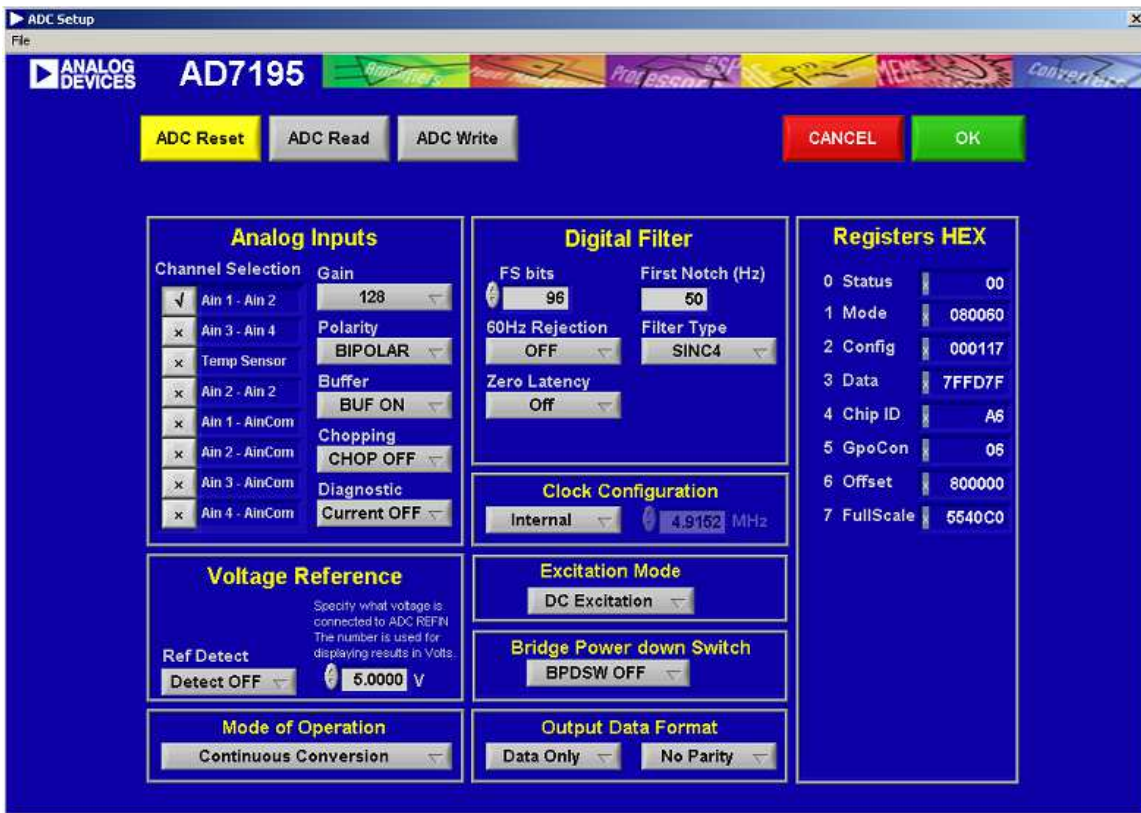 ADC Setup
File
ANALOG
DEVICES
AD7195
Amplifiers
Power Management
Processors
DSP
MEMS
Converters
ADC Reset
ADC Read
ADC Write
CANCEL
OK
Analog Inputs
Channel Selection
Ain 1 - Ain 2
Ain 3 - Ain 4
Temp Sensor
Ain 2 - Ain 2
Ain 1 - AinCom
Ain 2 - AinCom
Ain 3 - AinCom
Ain 4 - AinCom
Gain
128
Polarity
BIPOLAR
Buffer
BUF ON
Chopping
CHOP OFF
Diagnostic
Current OFF
Voltage Reference
Specify what voltage is
connected to ADC REFIN
The number is used for
displaying results in Volts.
Ref Detect
Detect OFF
5.0000 V
Mode of Operation
Continuous Conversion
Digital Filter
FS bits
96
First Notch (Hz)
50
60Hz Rejection
OFF
Filter Type
SINC4
Zero Latency
Off
Clock Configuration
Internal
4.9152 MHz
Excitation Mode
DC Excitation
Bridge Power down Switch
BPDSW OFF
Output Data Format
Data Only
No Parity
Registers HEX
0 Status x 00
1 Mode x 080060
2 Config x 000117
3 Data x 7FFD7F
4 Chip ID x A6
5 GpoCon x 06
6 Offset x 800000
7 FullScale x 5540C0